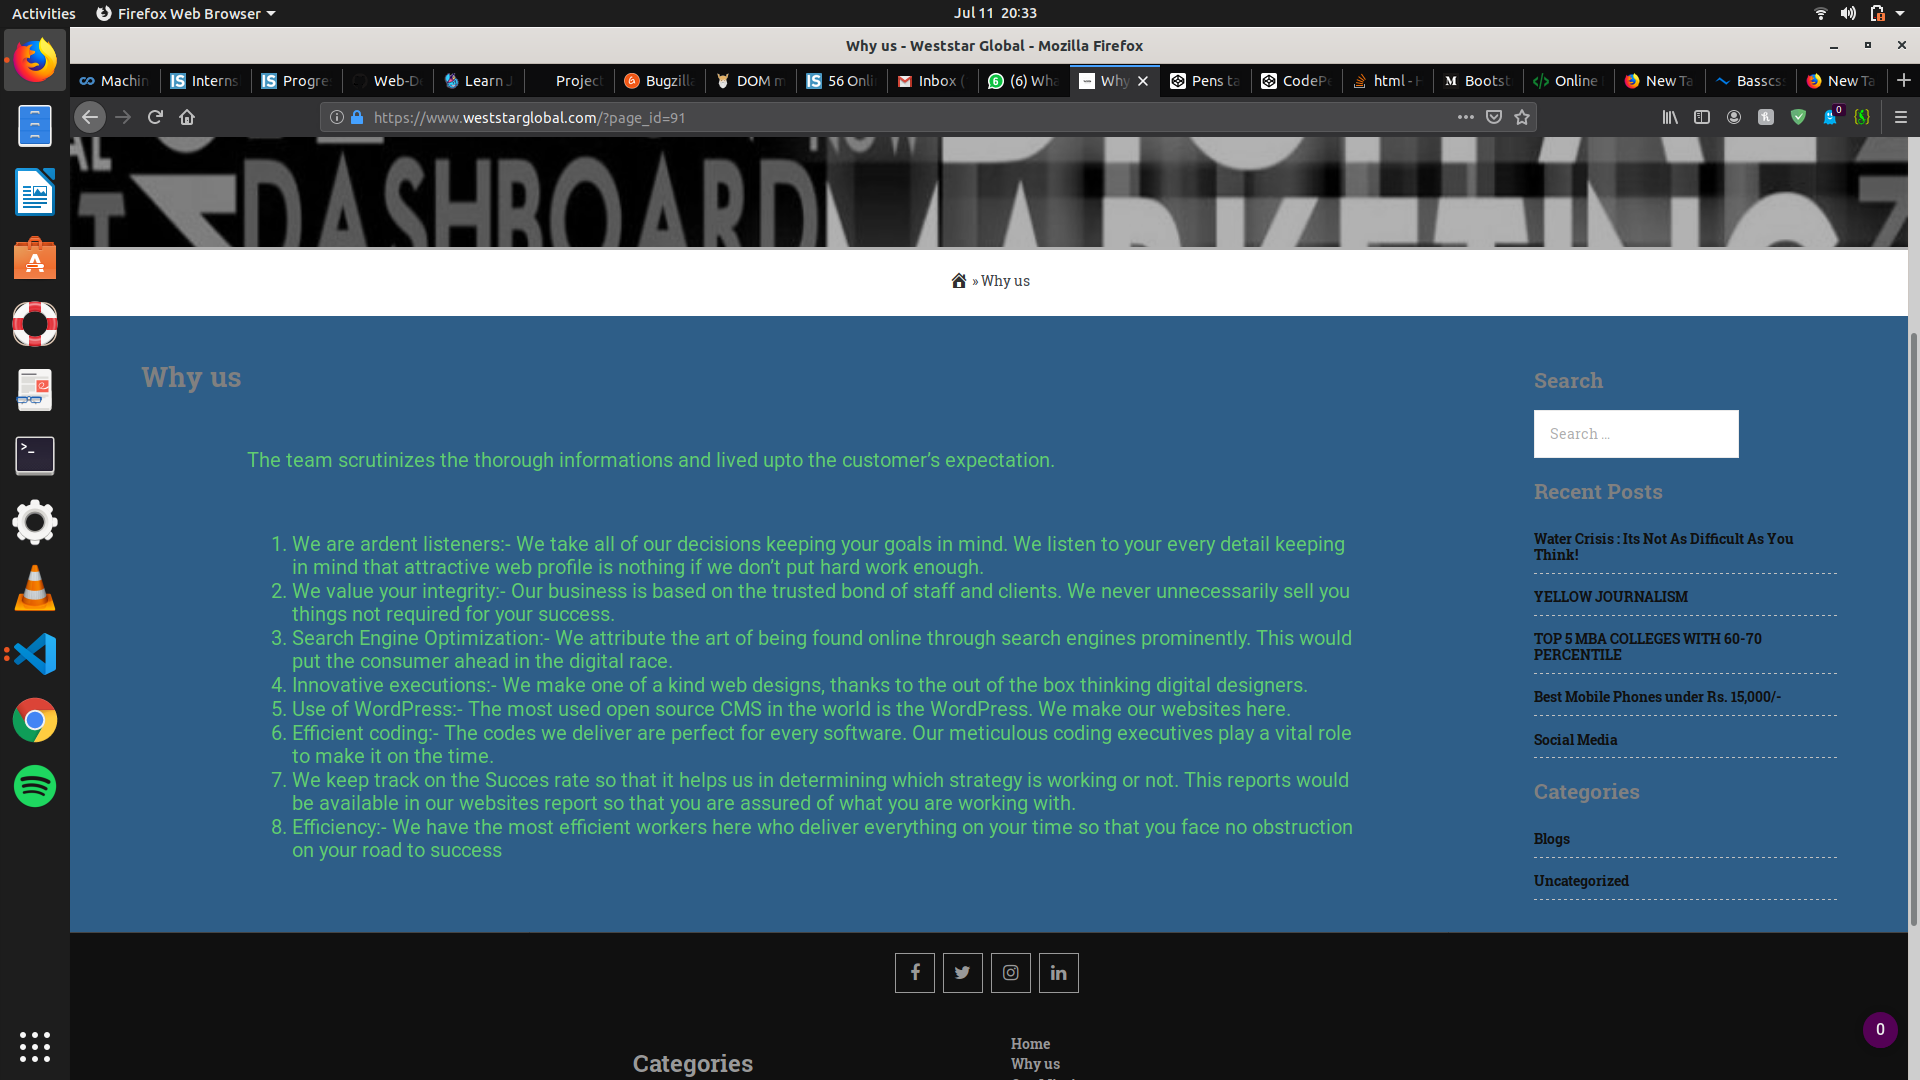 Activities
Firefox Web Browser
Jul 11 20:33
Why us - Weststar Global - Mozilla Firefox
Machin
Interns
Progre
Web-D
Learn J
Project
Bugzilla
DOM m
56 Onli
Inbox (
(6) Wha
Why
Pens ta
CodePe
html - H
Bootst
Online
New Ta
Basscss
New Ta
https://www.weststarglobal.com/?page_id=91
0
DASHBOARD
MARKETING
» Why us
Why us
The team scrutinizes the thorough informations and lived upto the customer’s expectation.
1. We are ardent listeners:- We take all of our decisions keeping your goals in mind. We listen to your every detail keeping
in mind that attractive web profile is nothing if we don’t put hard work enough.
2. We value your integrity:- Our business is based on the trusted bond of staff and clients. We never unnecessarily sell you
things not required for your success.
3. Search Engine Optimization:- We attribute the art of being found online through search engines prominently. This would
put the consumer ahead in the digital race.
4. Innovative executions:- We make one of a kind web designs, thanks to the out of the box thinking digital designers.
5. Use of WordPress:- The most used open source CMS in the world is the WordPress. We make our websites here.
6. Efficient coding:- The codes we deliver are perfect for every software. Our meticulous coding executives play a vital role
to make it on the time.
7. We keep track on the Succes rate so that it helps us in determining which strategy is working or not. This reports would
be available in our websites report so that you are assured of what you are working with.
8. Efficiency:- We have the most efficient workers here who deliver everything on your time so that you face no obstruction
on your road to success
Search
Search ...
Recent Posts
Water Crisis : Its Not As Difficult As You
Think!
YELLOW JOURNALISM
TOP 5 MBA COLLEGES WITH 60-70
PERCENTILE
Best Mobile Phones under Rs. 15,000/-
Social Media
Categories
Blogs
Uncategorized
Categories
Home
Why us
0